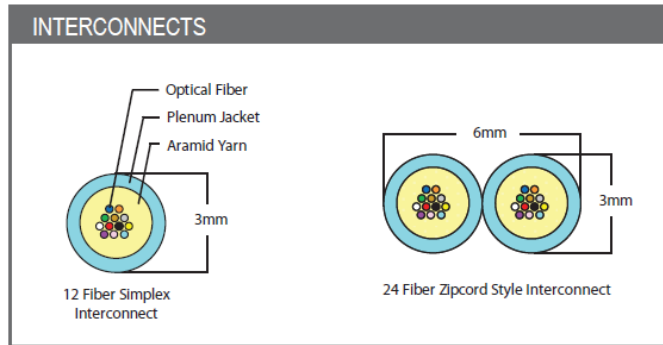 INTERCONNECTS
Optical Fiber
Plenum Jacket
Aramid Yarn
3mm
12 Fiber Simplex
Interconnect
6mm
3mm
24 Fiber Zipcord Style Interconnect